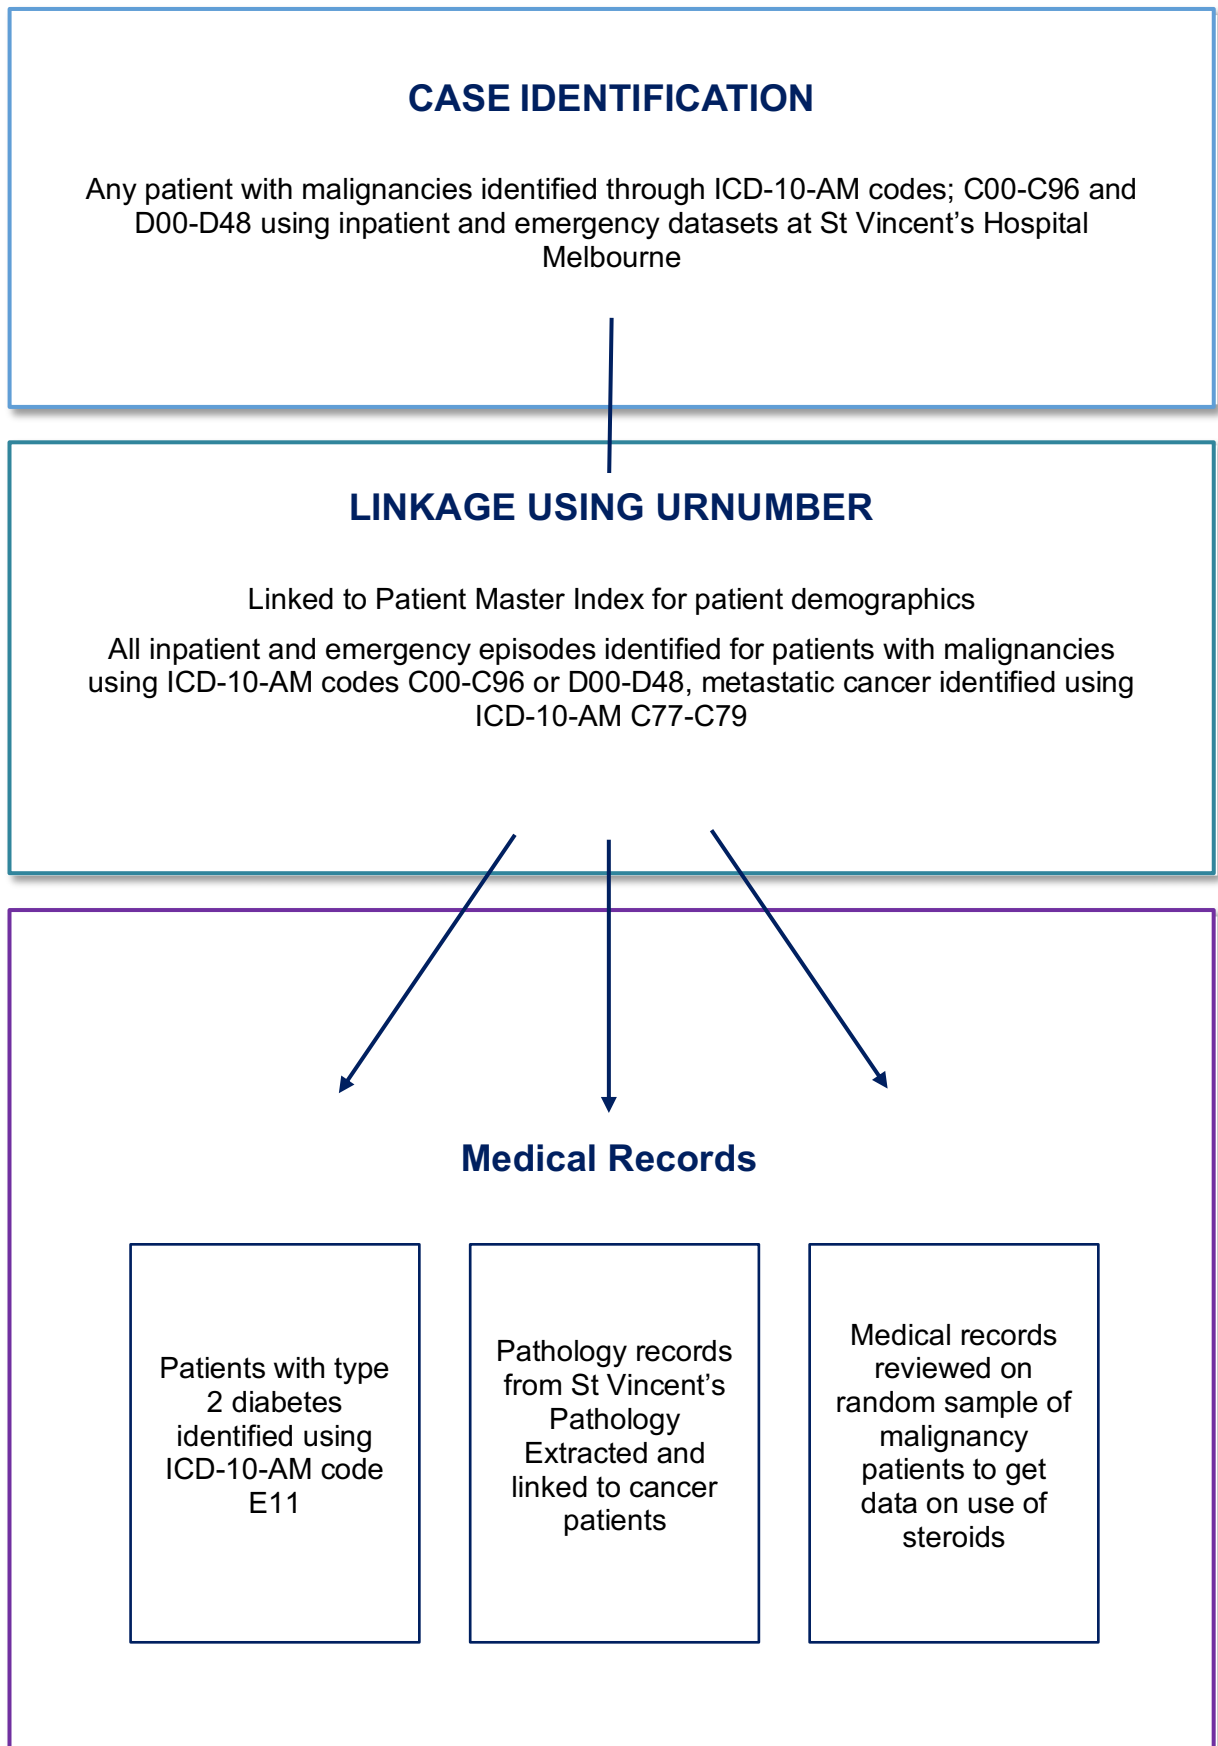 CASE IDENTIFICATION
Any patient with malignancies identified through ICD-10-AM codes; C00-C96 and
D00-D48 using inpatient and emergency datasets at St Vincent’s Hospital
Melbourne
LINKAGE USING URNUMBER
Linked to Patient Master Index for patient demographics
All inpatient and emergency episodes identified for patients with malignancies
using ICD-10-AM codes C00-C96 or D00-D48, metastatic cancer identified using
ICD-10-AM C77-C79
Medical Records
Patients with type
2 diabetes
identified using
ICD-10-AM code
E11
Pathology records
from St Vincent’s
Pathology
Extracted and
linked to cancer
patients
Medical records
reviewed on
random sample of
malignancy
patients to get
data on use of
steroids